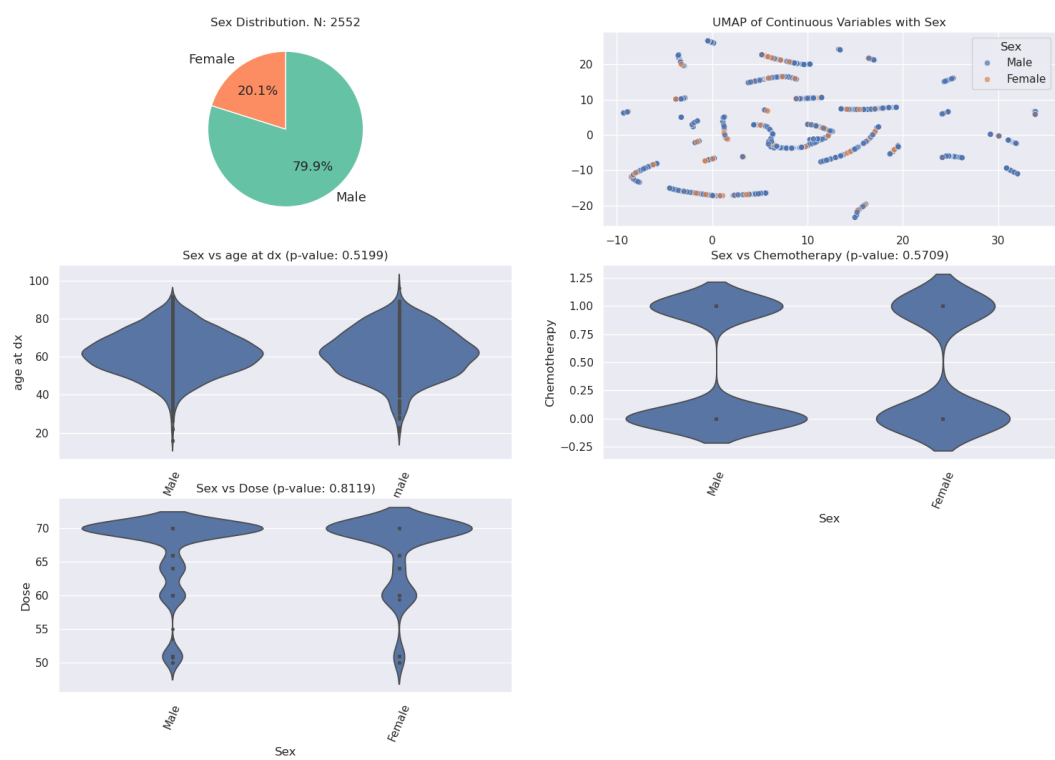 Sex Distribution. N: 2552
Female
20.1%
79.9%
Male
UMAP of Continuous Variables with Sex
Sex
Male
Female
20
10
0
−10
−20
−10
0
10
20
30
Sex vs age at dx (p-value: 0.5199)
age at dx
100
80
60
40
20
Male
male
Sex vs Chemotherapy (p-value: 0.5709)
Chemotherapy
1.25
1.00
0.75
0.50
0.25
0.00
−0.25
Male
Female
Sex
Sex vs Dose (p-value: 0.8119)
Dose
70
65
60
55
50
Male
Female
Sex